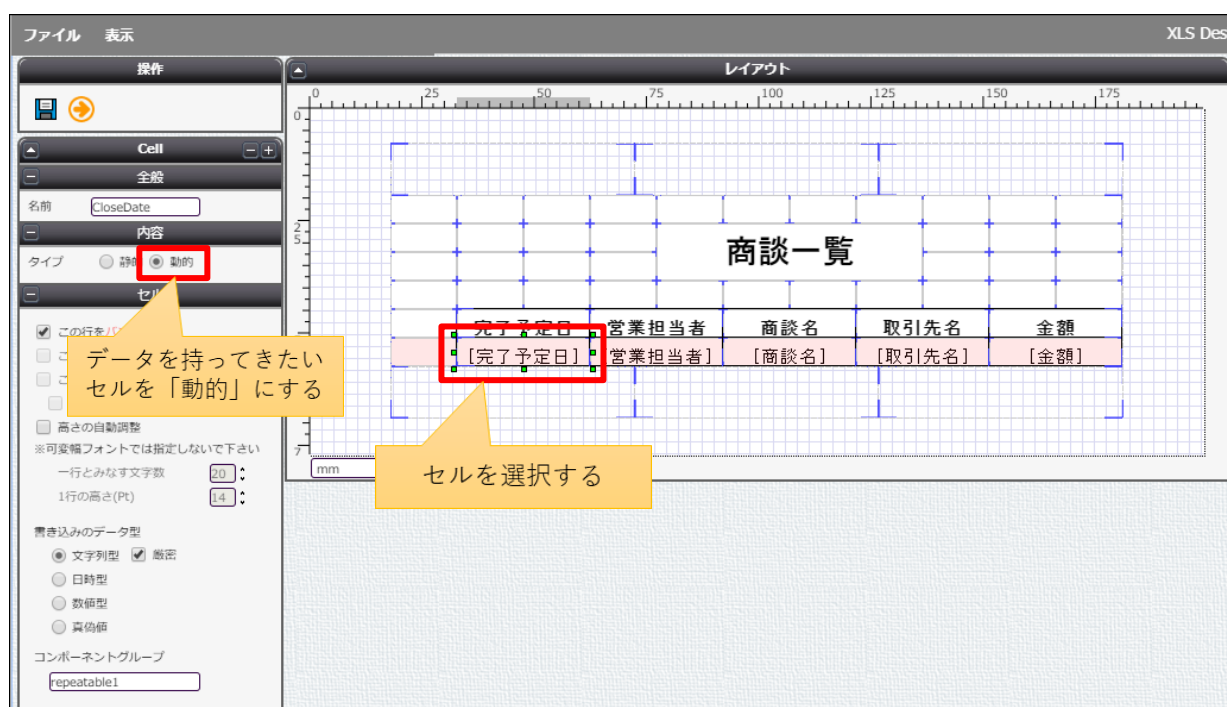 ファイル 表示
XLS Des
操作
レイアウト
0 25 50 75 100 125 150 175
0
Cell
全般
名前 CloseDate
内容
タイプ 静的 動的
2
5
商談一覧
この行を
データを持ってきたい
セルを「動的」にする
高さの自動調整
※可変幅フォントでは指定しないで下さい
一行とみなす文字数 20
1行の高さ(Pt) 14
完了予定日 営業担当者 商談名 取引先名 金額
[完了予定日] 営業担当者] [商談名] [取引先名] [金額]
7
mm
セルを選択する
書き込みのデータ型
文字列型 厳密
日時型
数値型
真偽値
コンポーネントグループ
repeatable1